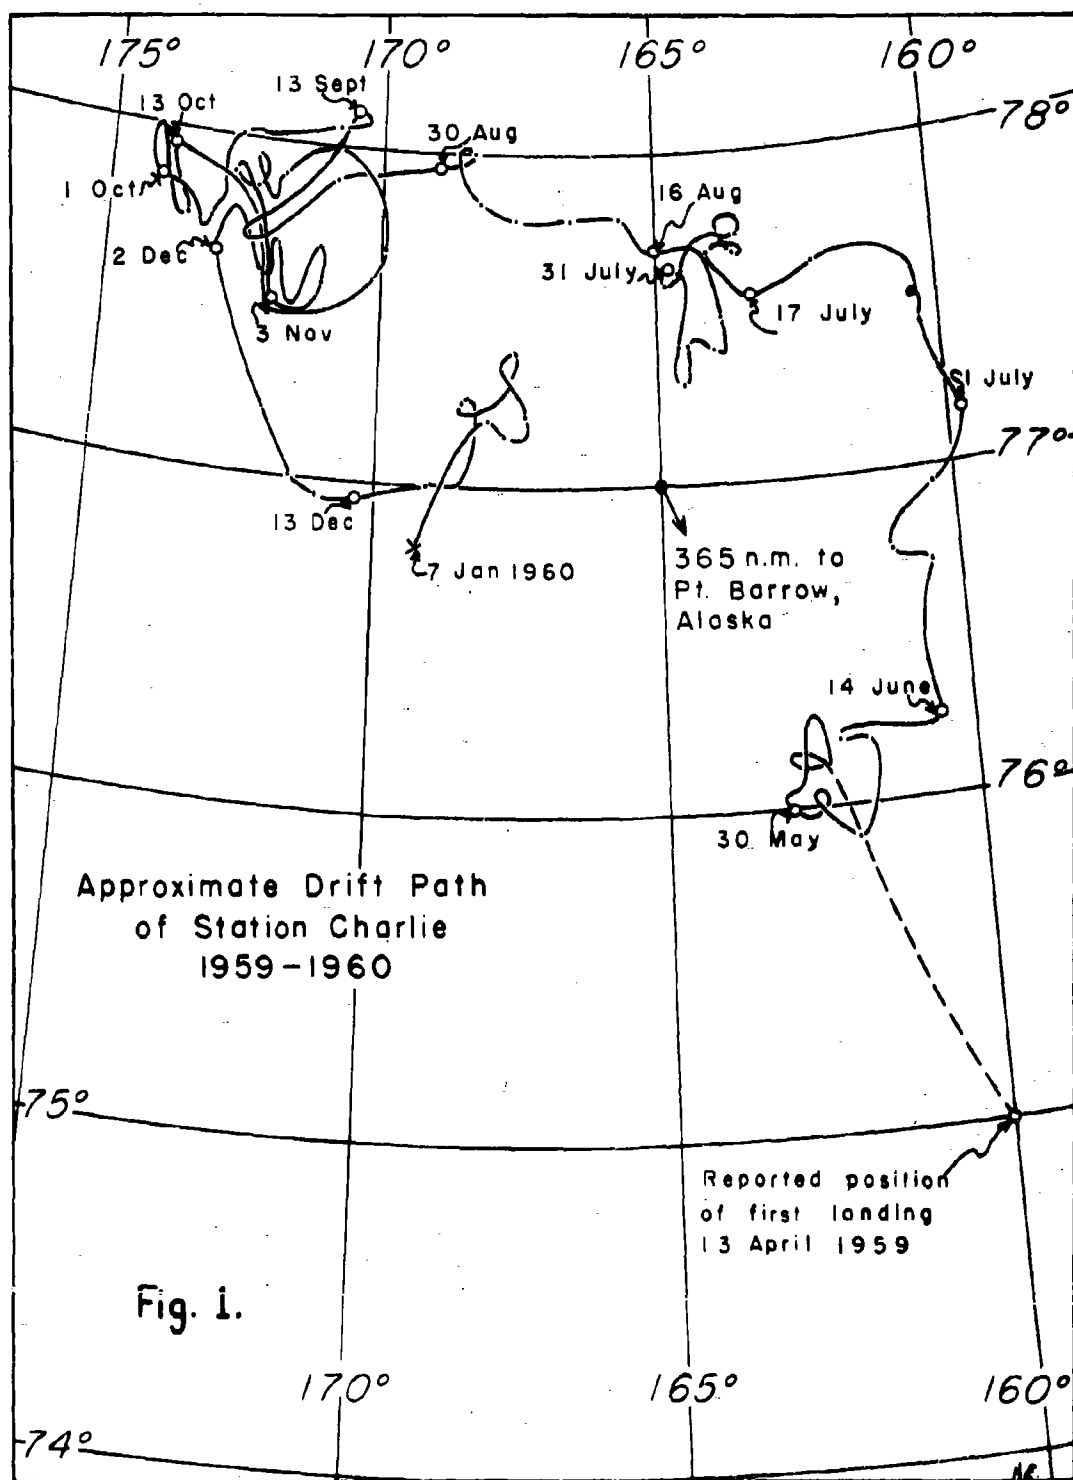 175° 170° 165° 160°
13 Sept
13 Oct
30 Aug
78°
1 Oct
16 Aug
2 Dec
31 July
17 July
3 Nov
1 July
77°
13 Dec
7 Jan 1960
365 n.m. to
Pt. Barrow,
Alaska
14 June
76°
30 May
Approximate Drift Path
of Station Charlie
1959-1960
75°
Reported position
of first landing
13 April 1959
Fig. 1.
170° 165° 160°
74°